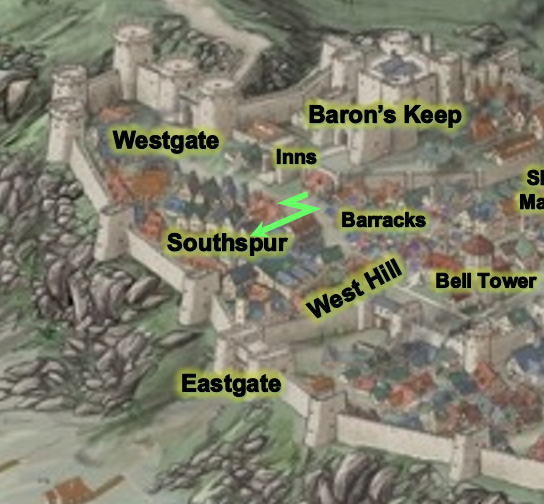 Baron's Keep
Westgate
Inns
Barracks
Southspur
West Hill
Bell Tower
Eastgate